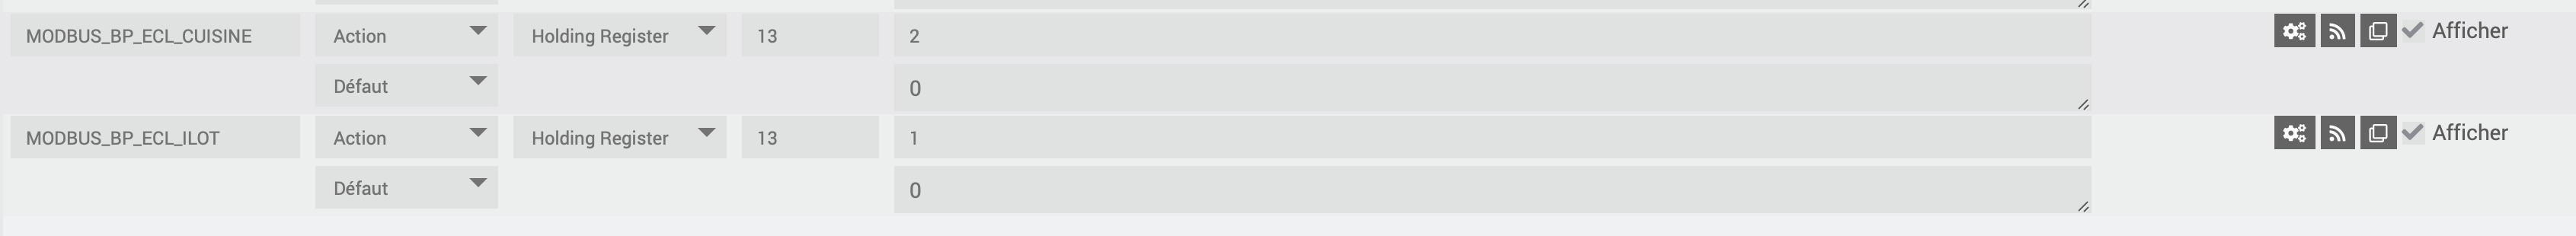 MODBUS_BP_ECL_CUISINE Action Holding Register 13 2 Afficher
Défaut 0
MODBUS_BP_ECL_ILOT Action Holding Register 13 1 Afficher
Défaut 0